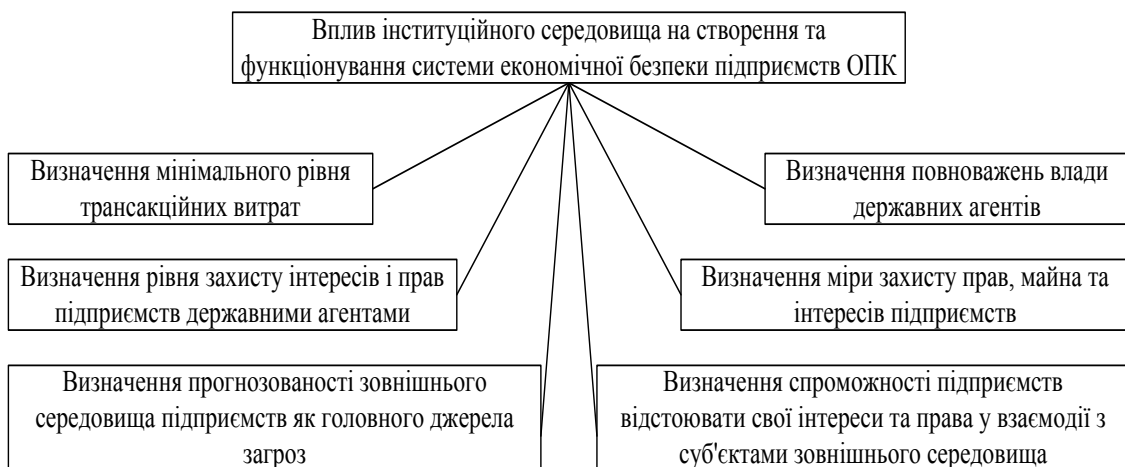 Вплив інституційного середовища на створення та
функціонування системи економічної безпеки підприємств ОПК
Визначення мінімального рівня
трансакційних витрат
Визначення повноважень влади
державних агентів
Визначення рівня захисту інтересів і прав
підприємств державними агентами
Визначення міри захисту прав, майна та
інтересів підприємств
Визначення прогнозованості зовнішнього
середовища підприємств як головного джерела
загроз
Визначення спроможності підприємств
відстоювати свої інтереси та права у взаємодії з
суб'єктами зовнішнього середовища